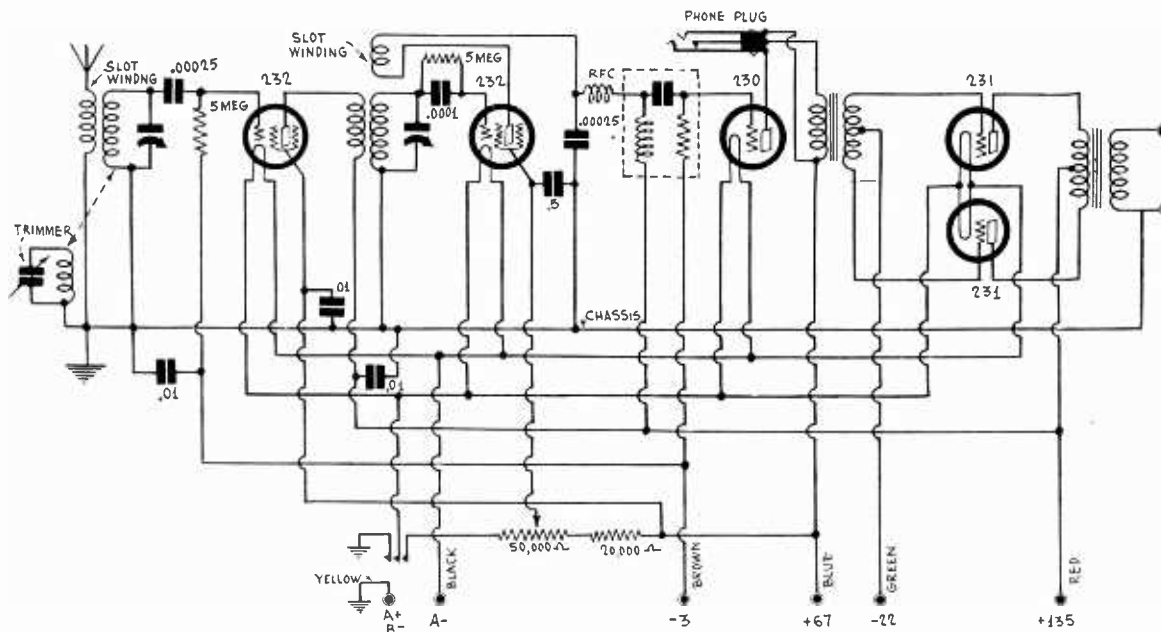 PHONE PLUG
SLOT
WINDING
SLOT
WINDNG
.00025
5MEG
232
5MEG
.0001
232
RFC
.00025
230
231
.5
TRIMMER
231
.01
CHASSIS
.01
.01
50,000Ω
20,000Ω
YELLOW
BLACK
BROWN
BLUE
GREEN
RED
A+
B-
A-
-3
+67
-22
+135